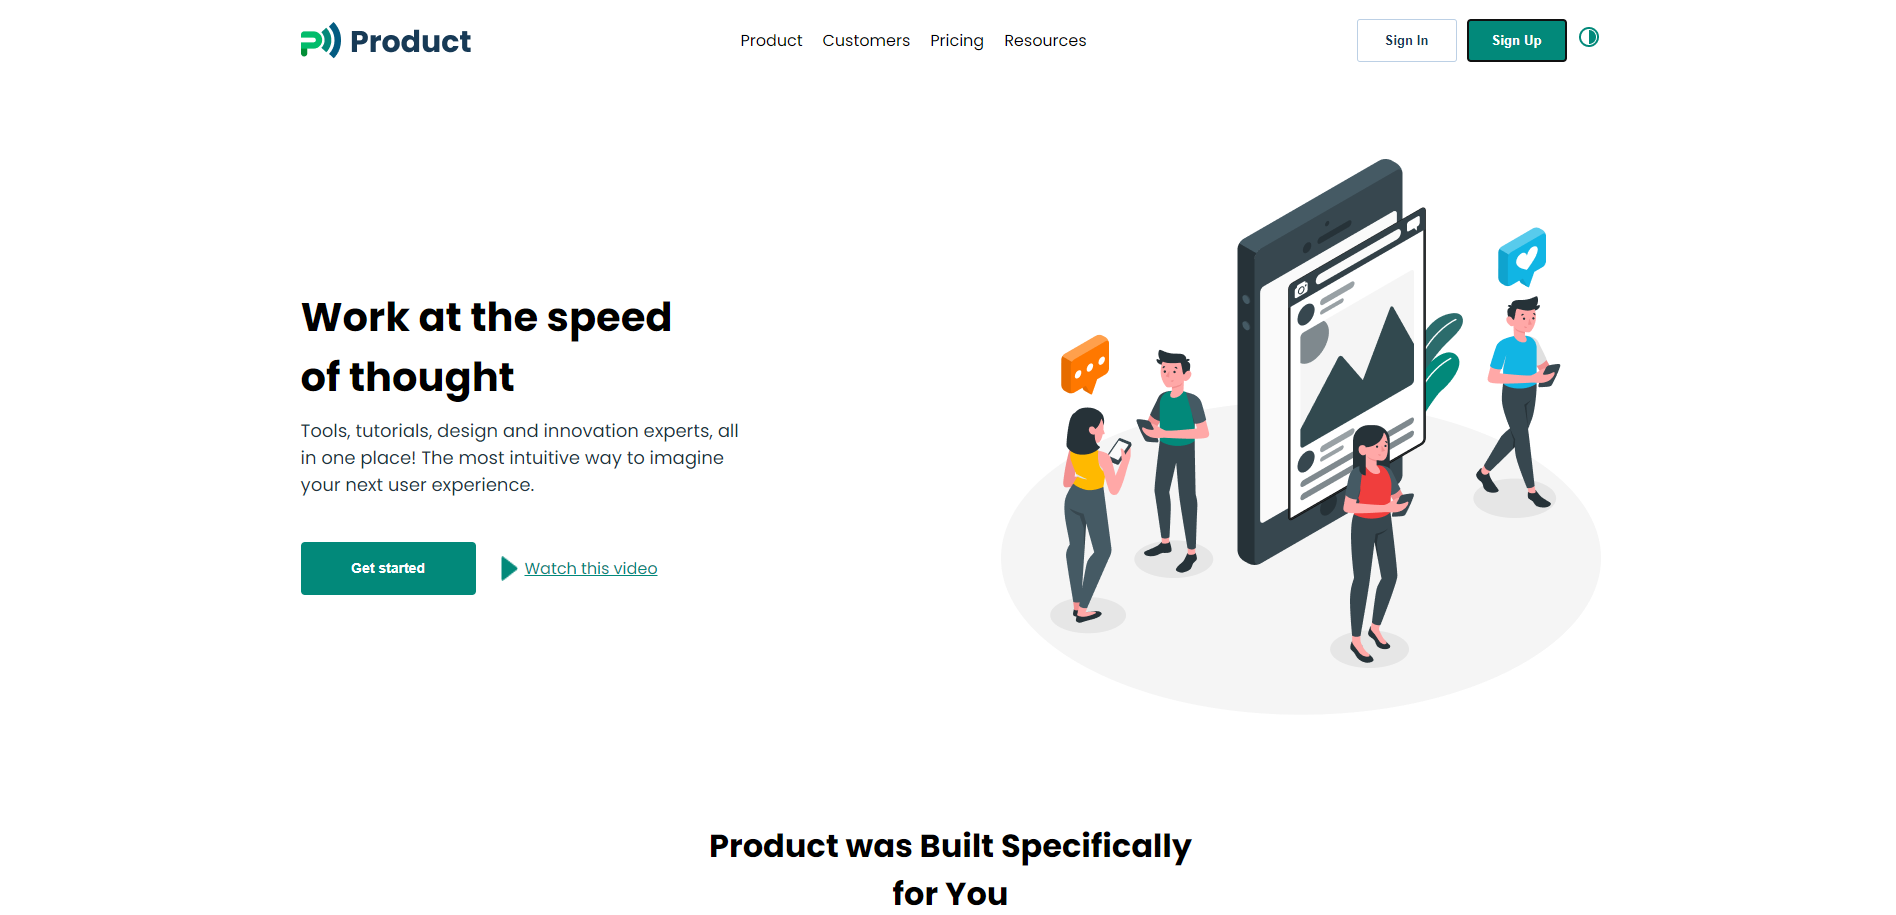 Product
Product Customers Pricing Resources
Sign In
Sign Up
Work at the speed
of thought
Tools, tutorials, design and innovation experts, all
in one place! The most intuitive way to imagine
your next user experience.
Get started
Watch this video
Product was Built Specifically
for You